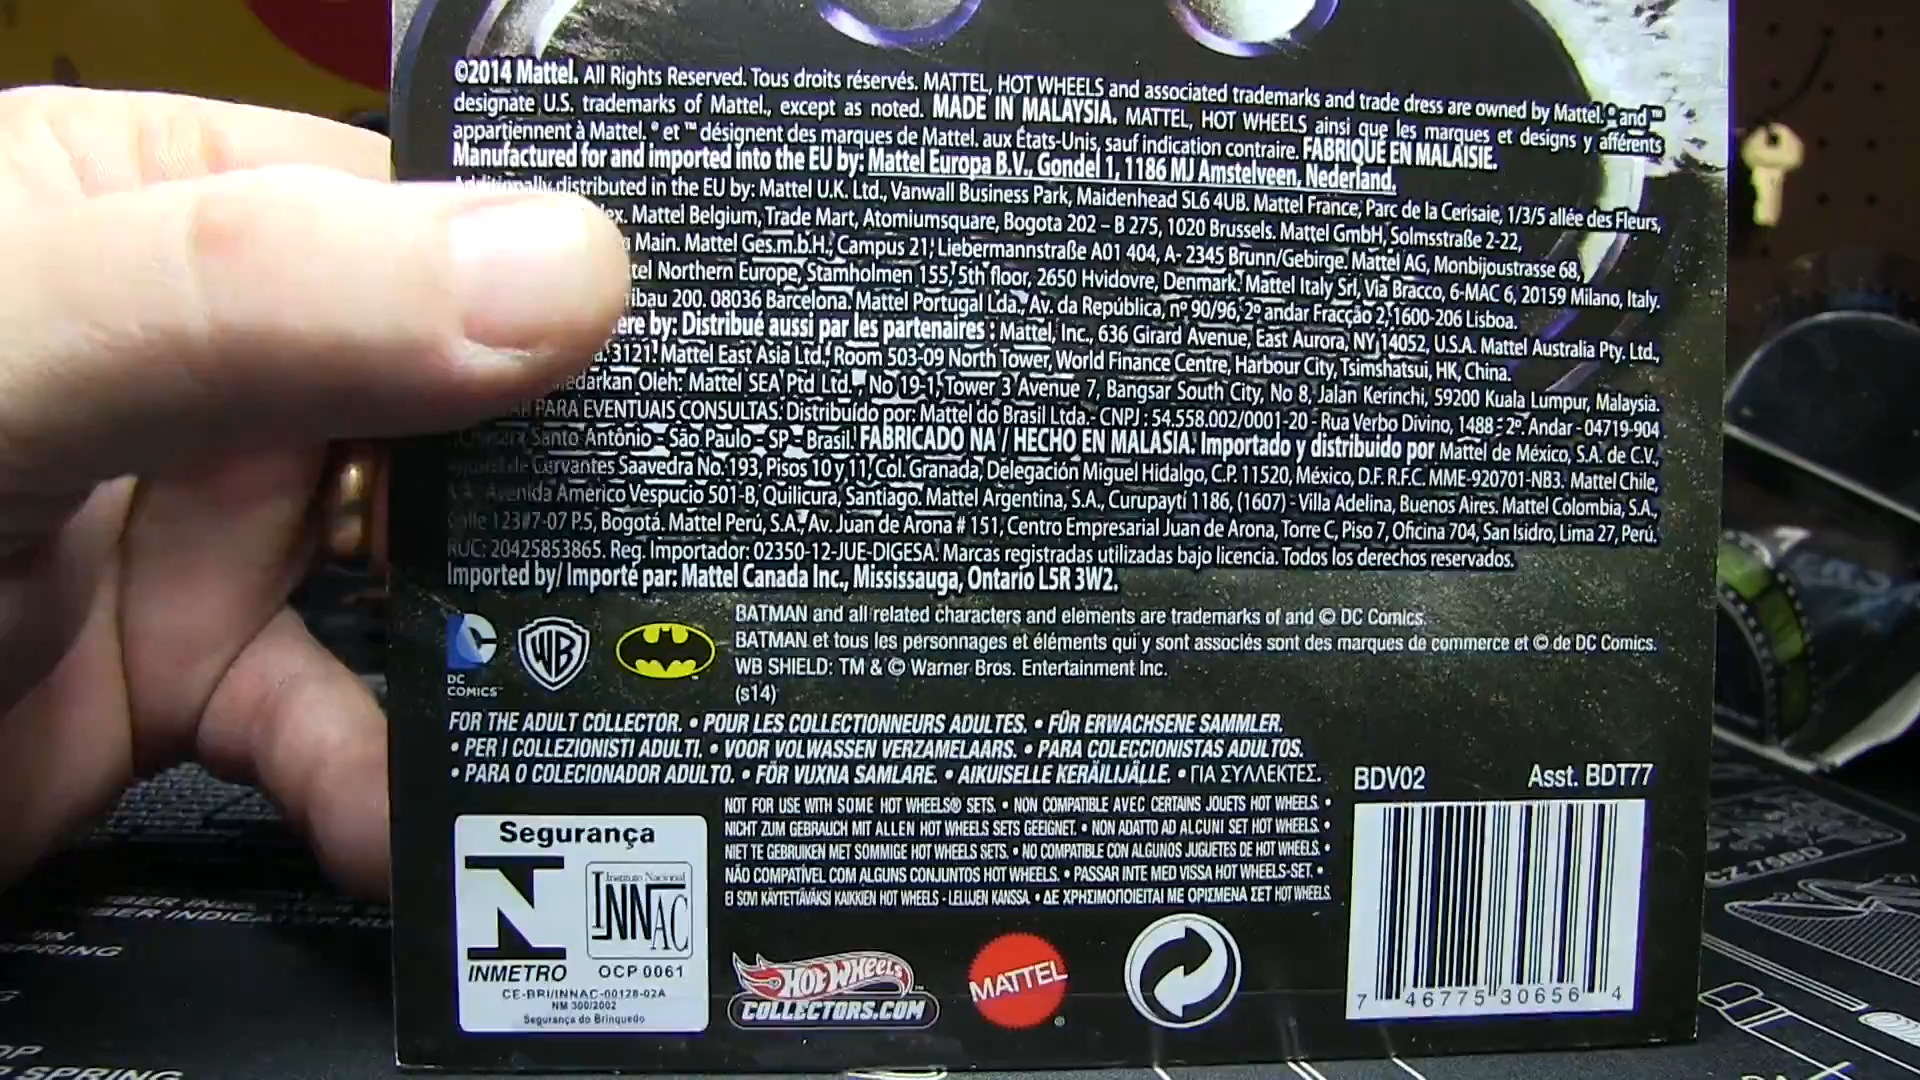 ©2014 Mattel. All Rights Reserved. Tous droits réservés. MATTEL, HOT WHEELS and associated trademarks and trade dress are owned by Mattel. ® and ™
designate U.S. trademarks of Mattel., except as noted. MADE IN MALAYSIA. MATTEL, HOT WHEELS ainsi que les marques et designs y afférents
appartiennent à Mattel. ® et ™ désignent des marques de Mattel. aux États-Unis, sauf indication contraire. FABRIQUÉ EN MALAISIE.
Manufactured for and imported into the EU by: Mattel Europa B.V., Gondel 1, 1186 MJ Amstelveen, Nederland.
Additionally distributed in the EU by: Mattel U.K. Ltd., Vanwall Business Park, Maidenhead SL6 4UB. Mattel France, Parc de la Cerisaie, 1/3/5 allée des Fleurs,
ex. Mattel Belgium, Trade Mart, Atomiumsquare, Bogota 202 – B 275, 1020 Brussels. Mattel GmbH, Solmsstraße 2-22,
Main. Mattel Ges.m.b.H., Campus 21, Liebermannstraße A01 404, A- 2345 Brunn/Gebirge. Mattel AG, Monbijoustrasse 68,
tel Northern Europe, Stamholmen 155, 5th floor, 2650 Hvidovre, Denmark. Mattel Italy Srl, Via Bracco, 6-MAC 6, 20159 Milano, Italy.
ribau 200. 08036 Barcelona. Mattel Portugal Lda., Av. da República, nº 90/96, 2º andar Fracção 2, 1600-206 Lisboa.
ere by: Distribué aussi par les partenaires : Mattel, Inc., 636 Girard Avenue, East Aurora, NY 14052, U.S.A. Mattel Australia Pty. Ltd.,
3121. Mattel East Asia Ltd., Room 503-09 North Tower, World Finance Centre, Harbour City, Tsimshatsui, HK, China.
edarkan Oleh: Mattel SEA Ptd Ltd., No 19-1, Tower 3 Avenue 7, Bangsar South City, No 8, Jalan Kerinchi, 59200 Kuala Lumpur, Malaysia.
PARA EVENTUAIS CONSULTAS. Distribuído por: Mattel do Brasil Ltda.- CNPJ : 54.558.002/0001-20 - Rua Verbo Divino, 1488 - 2º. Andar - 04719-904
Santo Antônio - São Paulo - SP - Brasil. FABRICADO NA / HECHO EN MALASIA. Importado y distribuido por Mattel de México, S.A. de C.V.,
de Cervantes Saavedra No. 193, Pisos 10 y 11, Col. Granada, Delegación Miguel Hidalgo, C.P. 11520, México, D.F. R.F.C. MME-920701-NB3. Mattel Chile,
Avenida Americo Vespucio 501-B, Quilicura, Santiago. Mattel Argentina, S.A., Curupaytí 1186, (1607) - Villa Adelina, Buenos Aires. Mattel Colombia, S.A.,
calle 123#7-07 P.5, Bogotá. Mattel Perú, S.A., Av. Juan de Arona # 151, Centro Empresarial Juan de Arona, Torre C, Piso 7, Oficina 704, San Isidro, Lima 27, Perú.
RUC: 20425853865. Reg. Importador: 02350-12-JUE-DIGESA. Marcas registradas utilizadas bajo licencia. Todos los derechos reservados.
Imported by/ Importé par: Mattel Canada Inc., Mississauga, Ontario L5R 3W2.
BATMAN and all related characters and elements are trademarks of and © DC Comics.
BATMAN et tous les personnages et éléments qui y sont associés sont des marques de commerce et © de DC Comics.
WB SHIELD: TM & © Warner Bros. Entertainment Inc.
(s14)
DC
COMICS™
WB
FOR THE ADULT COLLECTOR. • POUR LES COLLECTIONNEURS ADULTES. • FÜR ERWACHSENE SAMMLER.
• PER I COLLEZIONISTI ADULTI. • VOOR VOLWASSEN VERZAMELAARS. • PARA COLECCIONISTAS ADULTOS.
• PARA O COLECIONADOR ADULTO. • FÖR VUXNA SAMLARE. • AIKUISELLE KERÄILIJÄLLE. • ΓΙΑ ΣΥΛΛΕΚΤΕΣ.
BDV02 Asst. BDT77
NOT FOR USE WITH SOME HOT WHEELS® SETS. • NON COMPATIBLE AVEC CERTAINS JOUETS HOT WHEELS. •
NICHT ZUM GEBRAUCH MIT ALLEN HOT WHEELS SETS GEEIGNET. • NON ADATTO AD ALCUNI SET HOT WHEELS. •
NIET TE GEBRUIKEN MET SOMMIGE HOT WHEELS SETS. • NO COMPATIBLE CON ALGUNOS JUGUETES DE HOT WHEELS. •
NÃO COMPATÍVEL COM ALGUNS CONJUNTOS HOT WHEELS. • PASSAR INTE MED VISSA HOT WHEELS-SET. •
EI SOVI KÄYTETTÄVÄKSI KAIKKIEN HOT WHEELS - LELUJEN KANSSA. • ΔΕ ΧΡΗΣΙΜΟΠΟΙΕΙΤΑΙ ΜΕ ΟΡΙΣΜΕΝΑ ΣΕΤ HOT WHEELS.
Segurança
Instituto Nacional
INNAC
INMETRO OCP 0061
CE-BRI/INNAC-00128-02A
NM 300/2002
Segurança do Brinquedo
HOT WHEELS™
COLLECTORS.COM
MATTEL ®
7 46775 30656 4
CZ 75BD
SPRING
SPRING